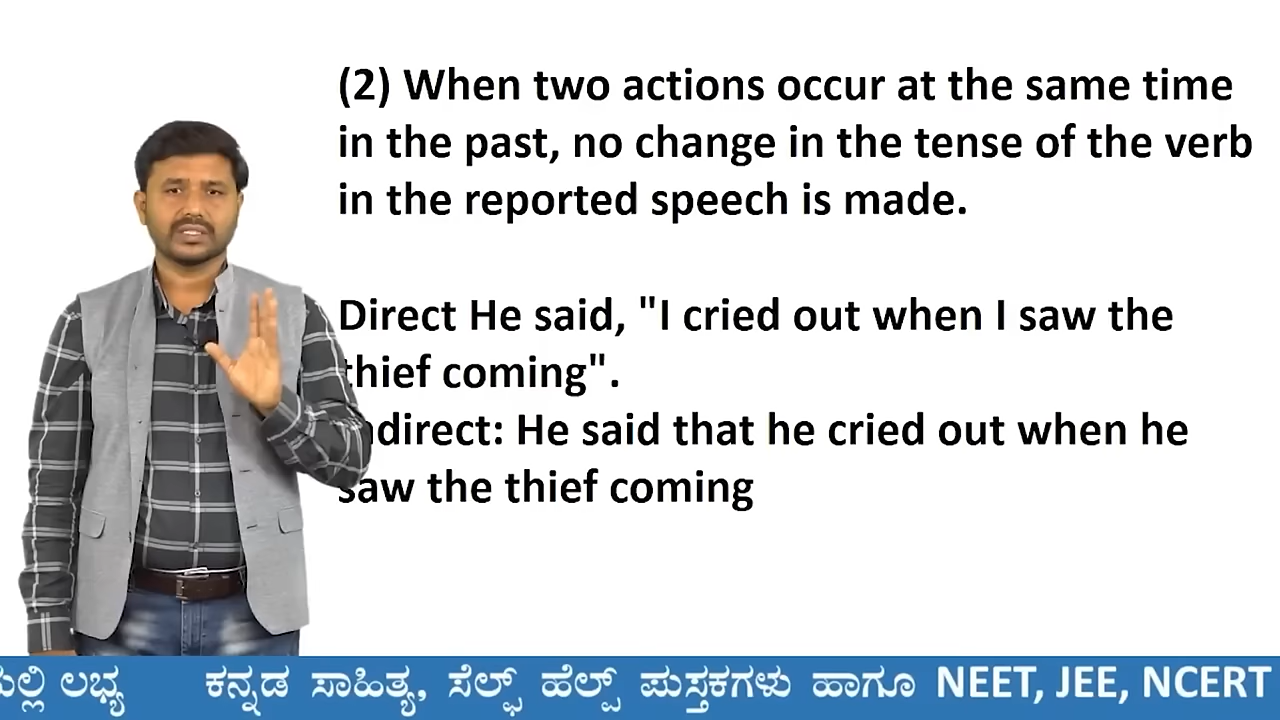 (2) When two actions occur at the same time
in the past, no change in the tense of the verb
in the reported speech is made.
Direct He said, "I cried out when I saw the
thief coming".
Indirect: He said that he cried out when he
saw the thief coming
ಲಭ್ಯ ಕನ್ನಡ ಸಾಹಿತ್ಯ, ಸೆಲ್ಫ್ ಹೆಲ್ಪ್ ಪುಸ್ತಕಗಳು ಹಾಗೂ NEET, JEE, NCERT